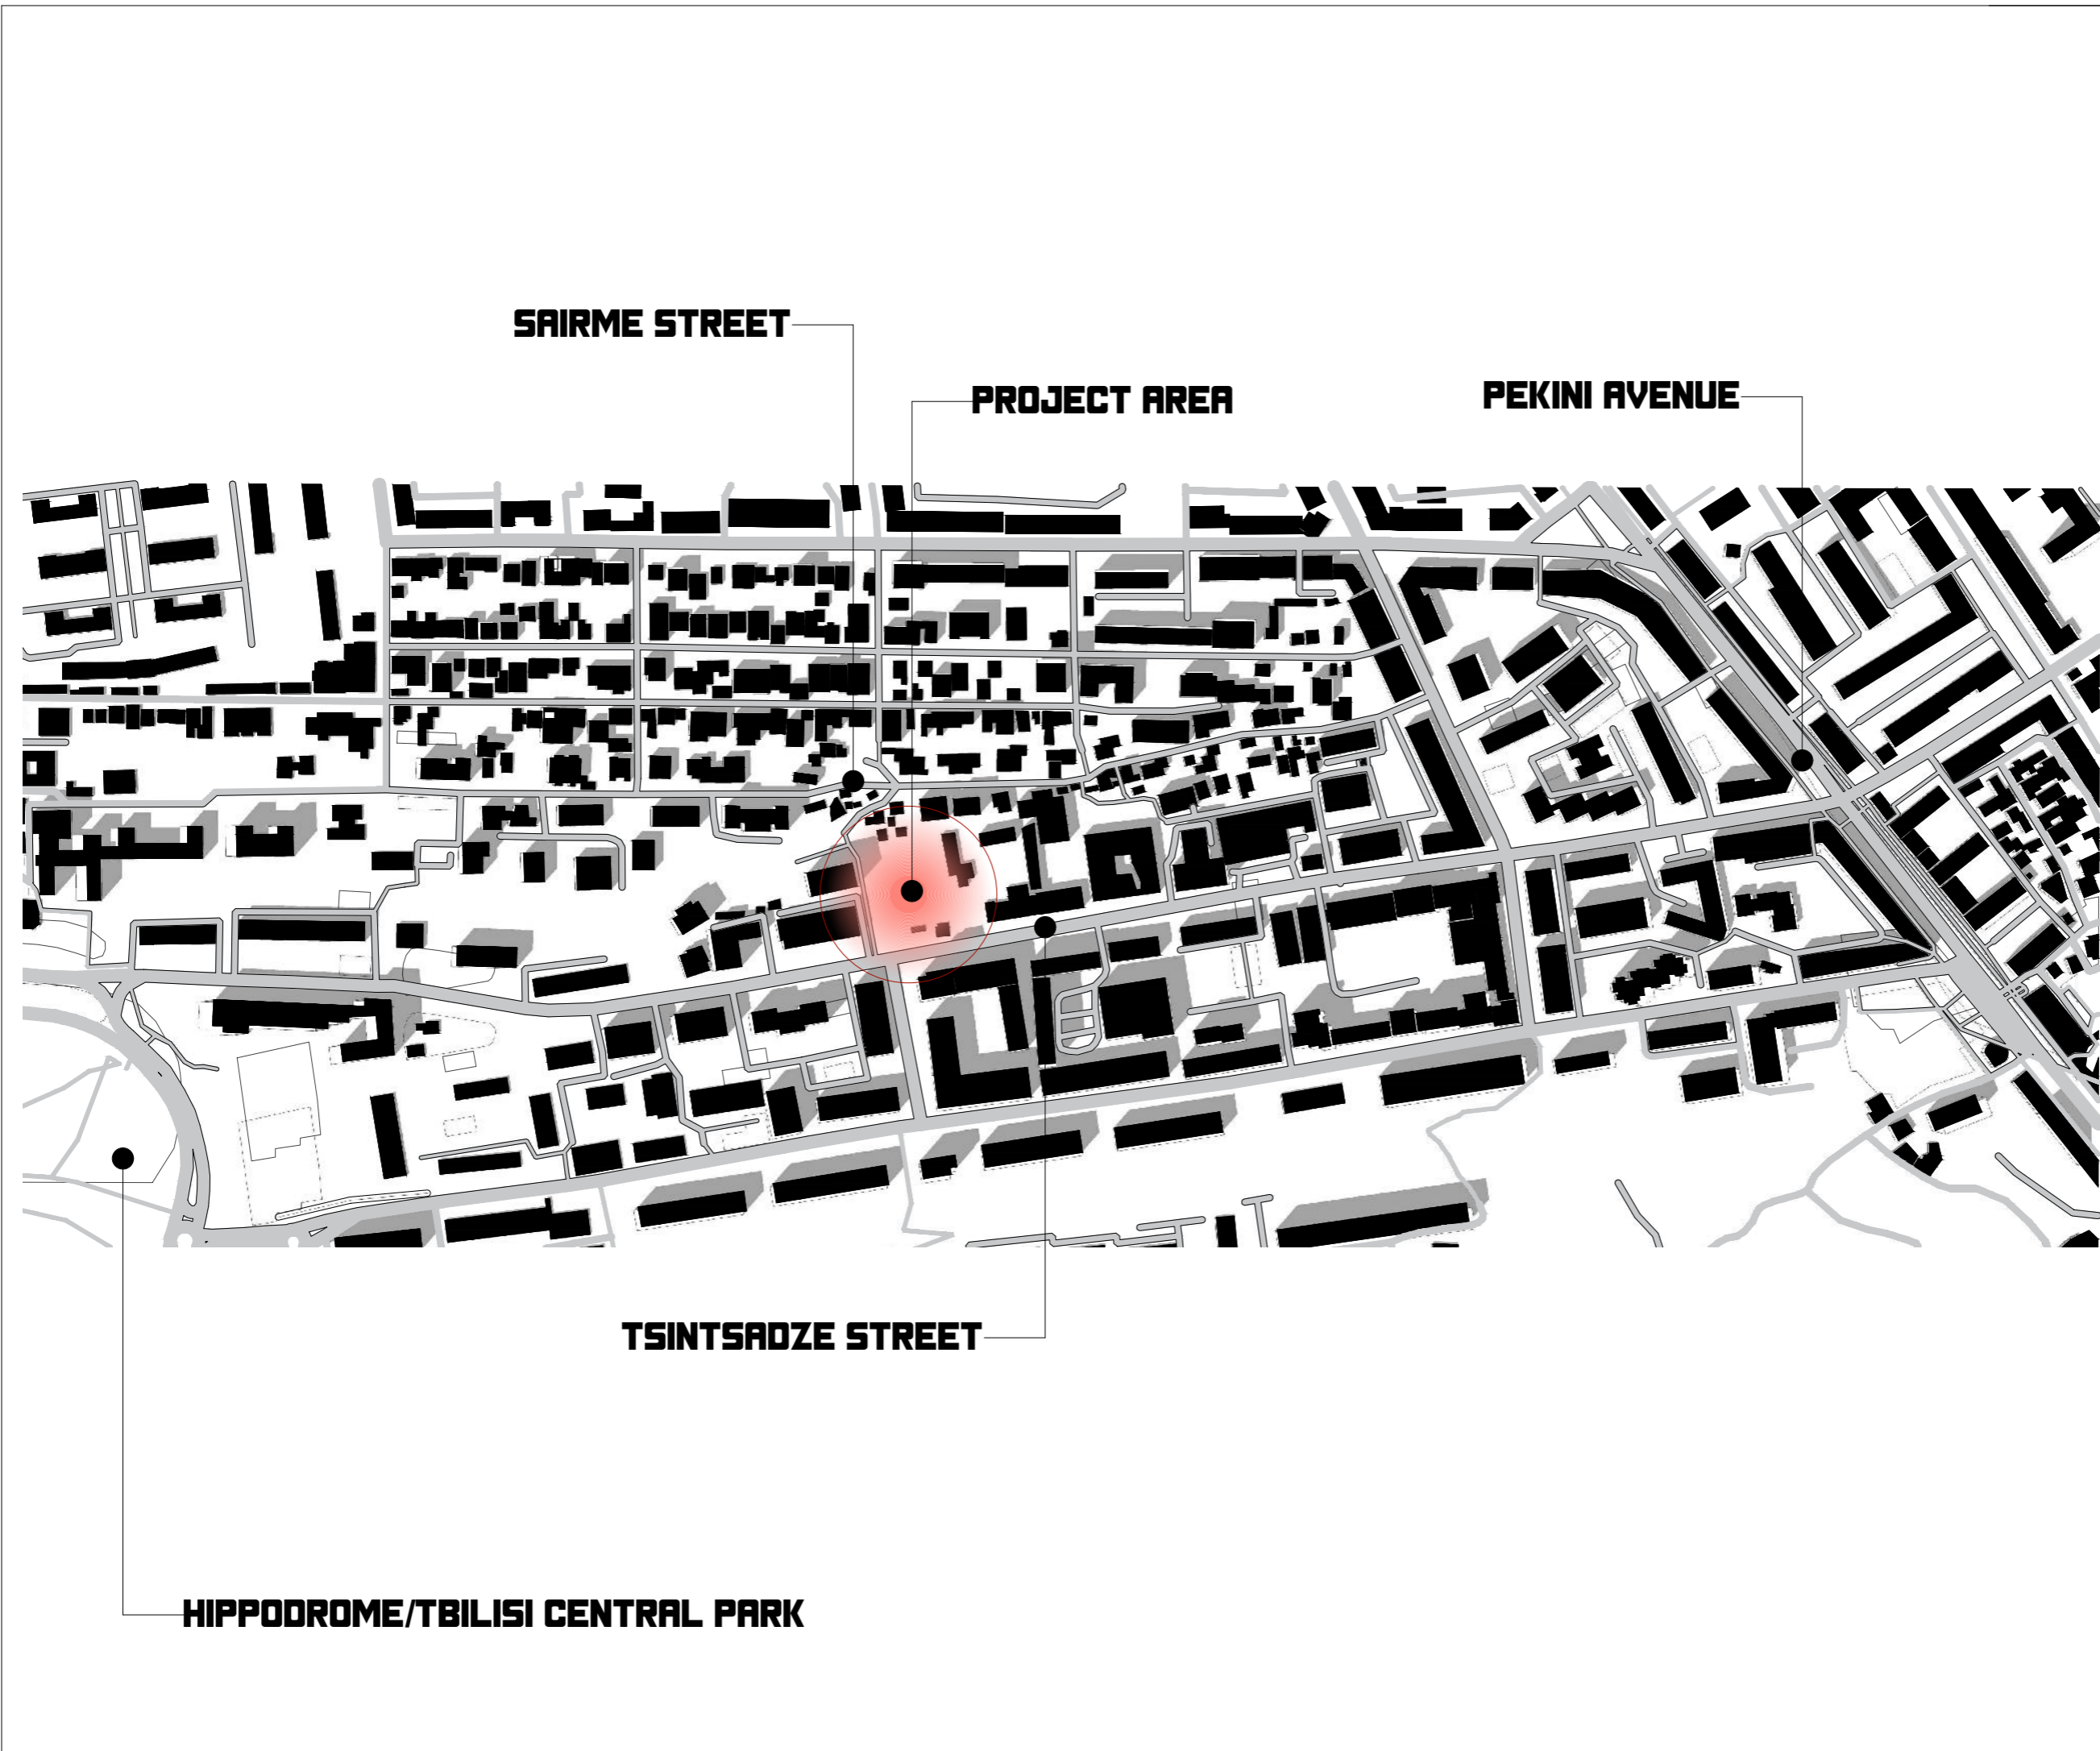 SAIRME STREET
PROJECT AREA
PEKINI AVENUE
TSINTSADZE STREET
HIPPODROME/TBILISI CENTRAL PARK